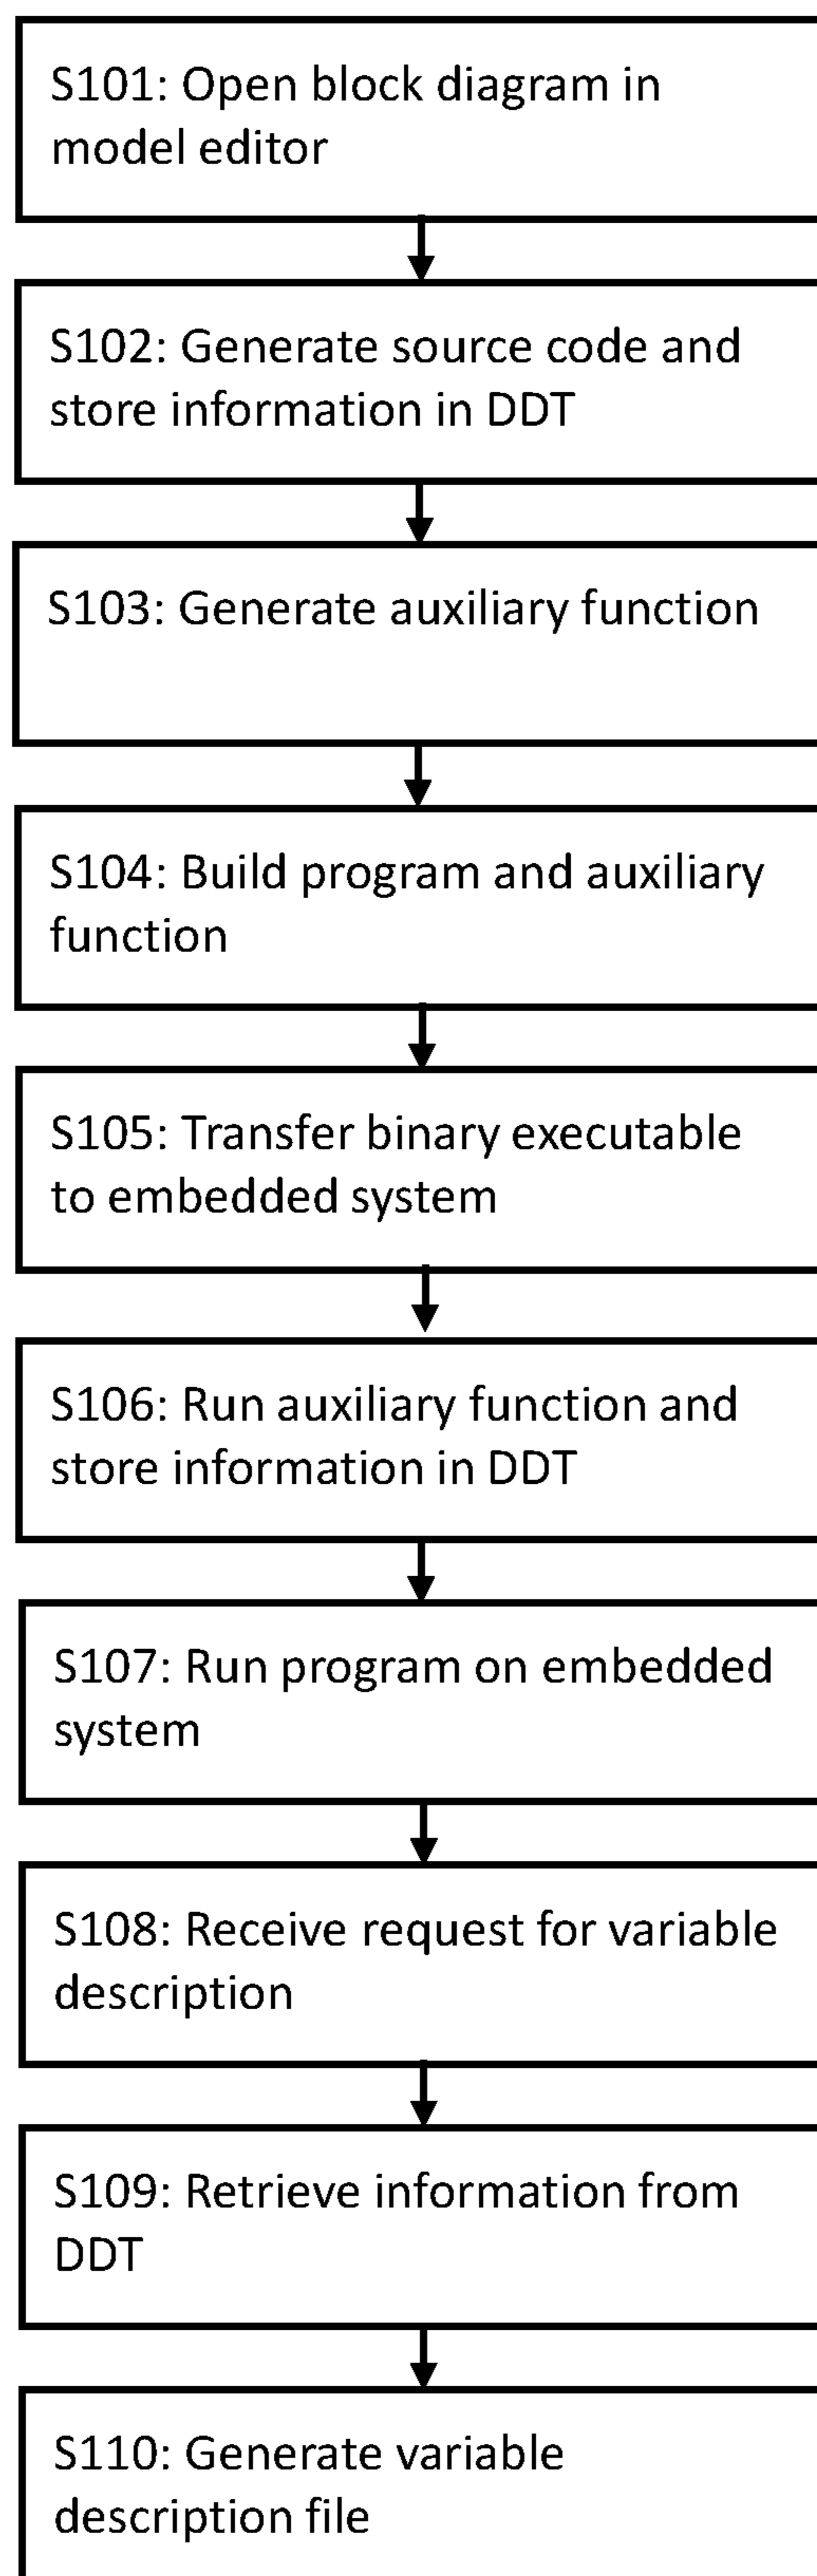 S101: Open block diagram in
model editor
S102: Generate source code and
store information in DDT
S103: Generate auxiliary function
S104: Build program and auxiliary
function
S105: Transfer binary executable
to embedded system
S106: Run auxiliary function and
store information in DDT
S107: Run program on embedded
system
S108: Receive request for variable
description
S109: Retrieve information from
DDT
S110: Generate variable
description file